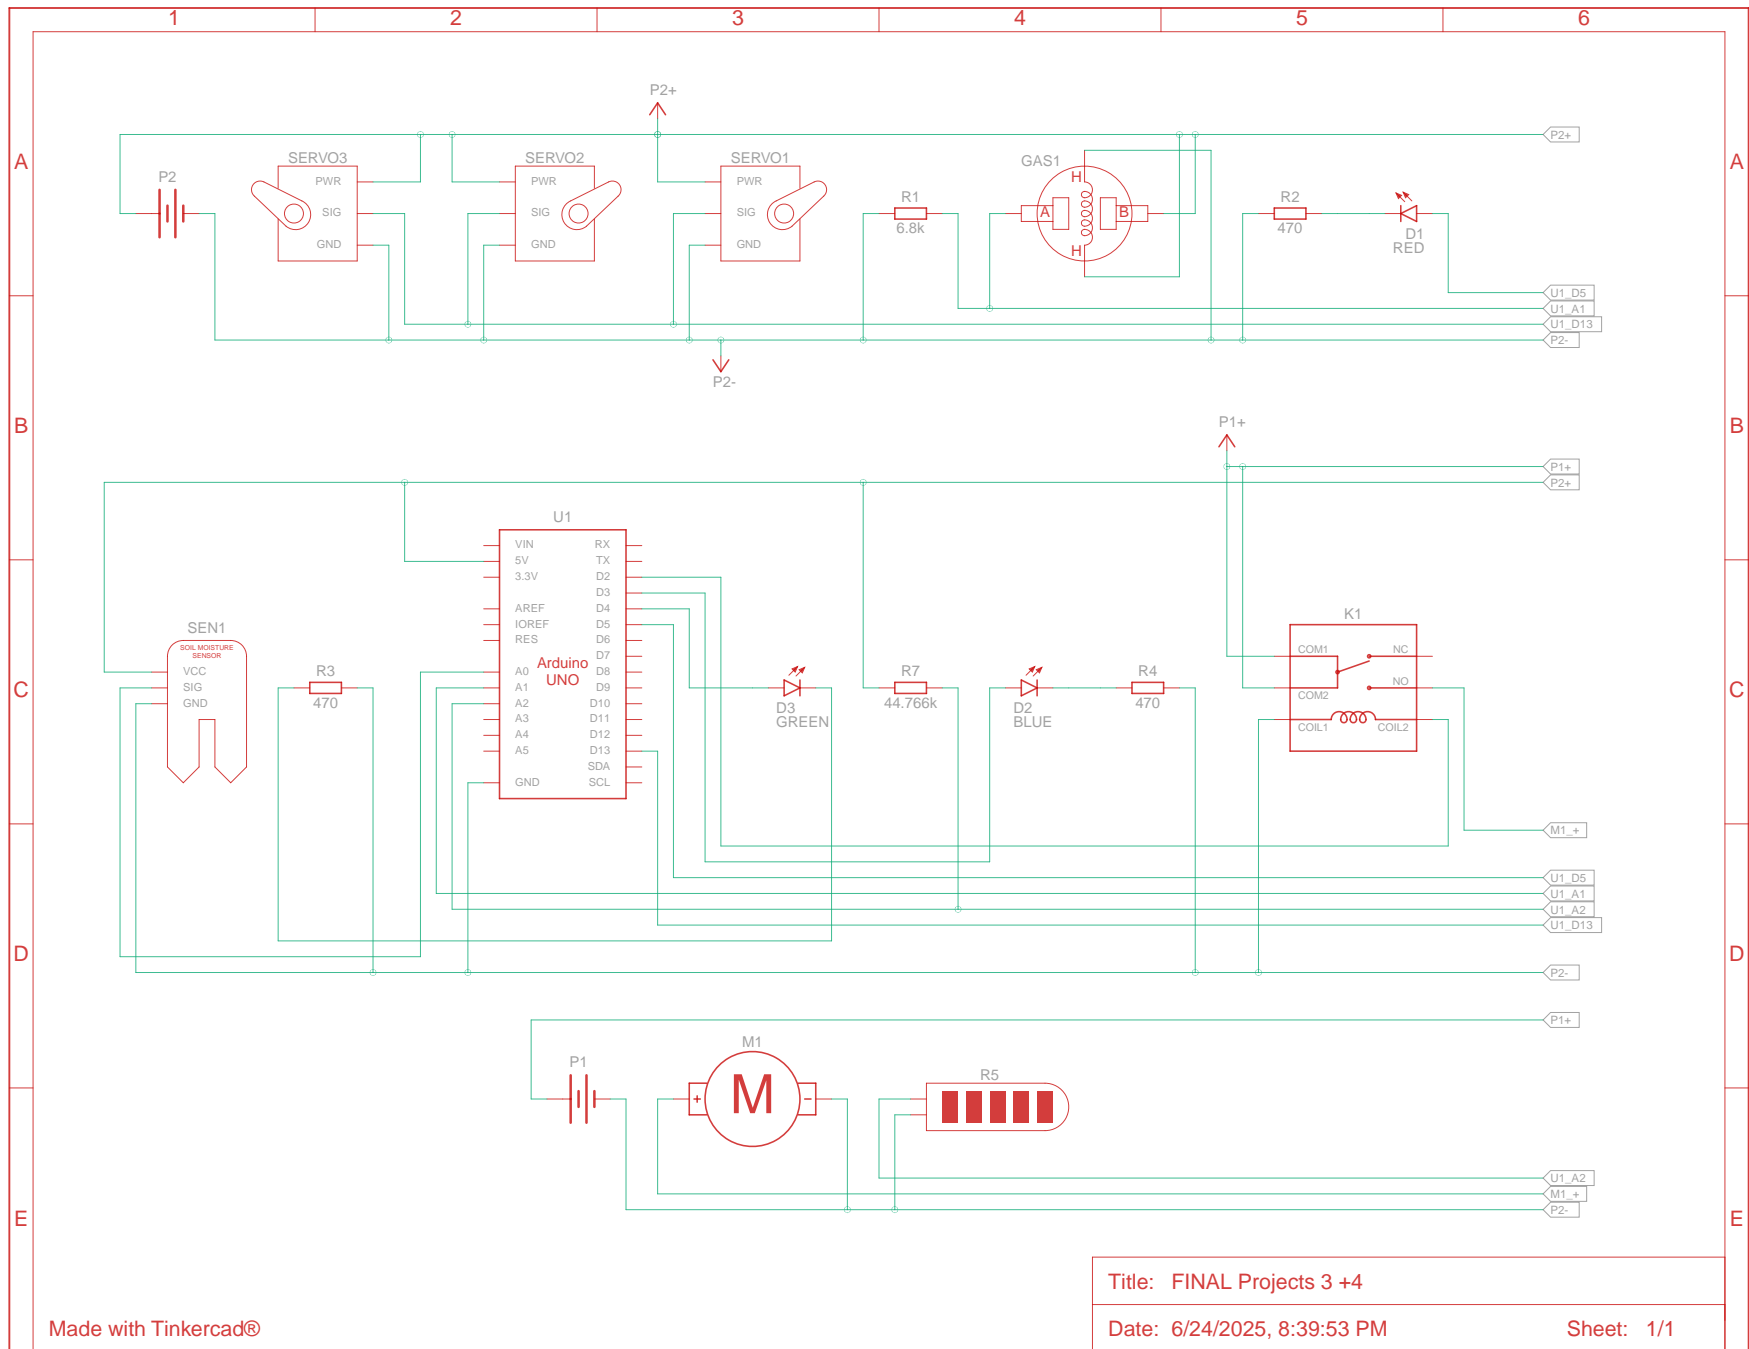 1 2 3 4 5 6
P2+
P2+
A A
SERVO3 SERVO2 SERVO1 GAS1
P2
PWR PWR PWR
SIG SIG SIG
GND GND GND
R1
6.8k
H
A B
H
R2
470
D1
RED
U1_D5
U1_A1
U1_D13
P2-
P2-
B B
P1+
P1+
P2+
U1
VIN RX
5V TX
3.3V D2
D3
AREF D4
IOREF D5
RES D6
D7
A0 D8
A1 D9
A2 D10
A3 D11
A4 D12
A5 D13
SDA
GND SCL
Arduino
UNO
SEN1
SOIL MOISTURE
SENSOR
VCC
SIG
GND
R3
470
D3
GREEN
R7
44.766k
D2
BLUE
R4
470
K1
COM1 NC
NO
COM2
COIL1 COIL2
C C
M1_+
U1_D5
U1_A1
U1_A2
U1_D13
D D
P2-
P1+
P1
M1
+ M -
R5
U1_A2
M1_+
P2-
E E
Title: FINAL Projects 3 +4
Made with Tinkercad®
Date: 6/24/2025, 8:39:53 PM Sheet: 1/1